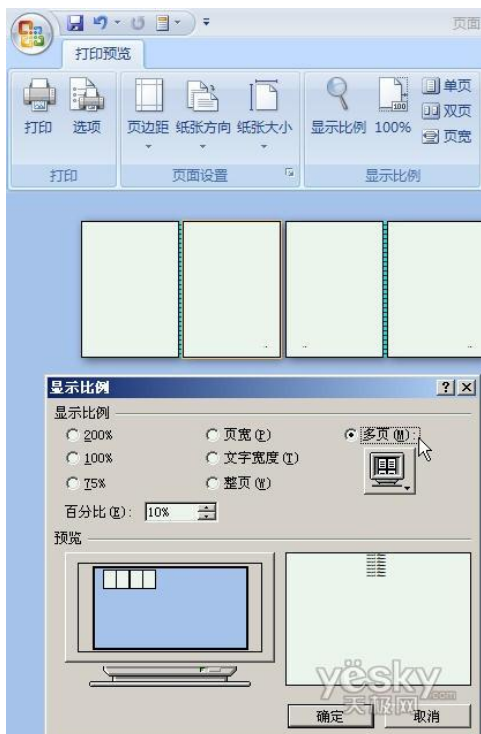 页面
打印预览
打印 选项 页边距 纸张方向 纸张大小 显示比例 100% 单页
双页
页宽
打印 页面设置 显示比例
显示比例
显示比例
200% 页宽(P) 多页(M):
100% 文字宽度(T)
75% 整页(W)
百分比(E): 10%
预览
yesky
天极网.com
确定 取消